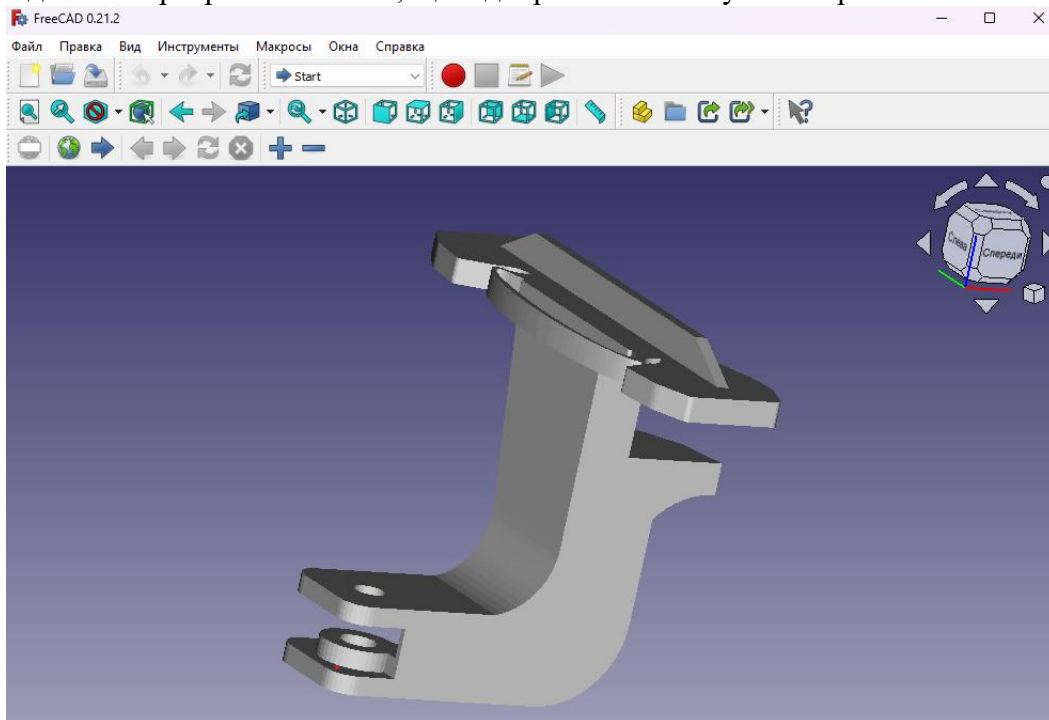 FreeCAD 0.21.2
Файл Правка Вид Инструменты Макросы Окна Справка
Start
Слева
Спереди